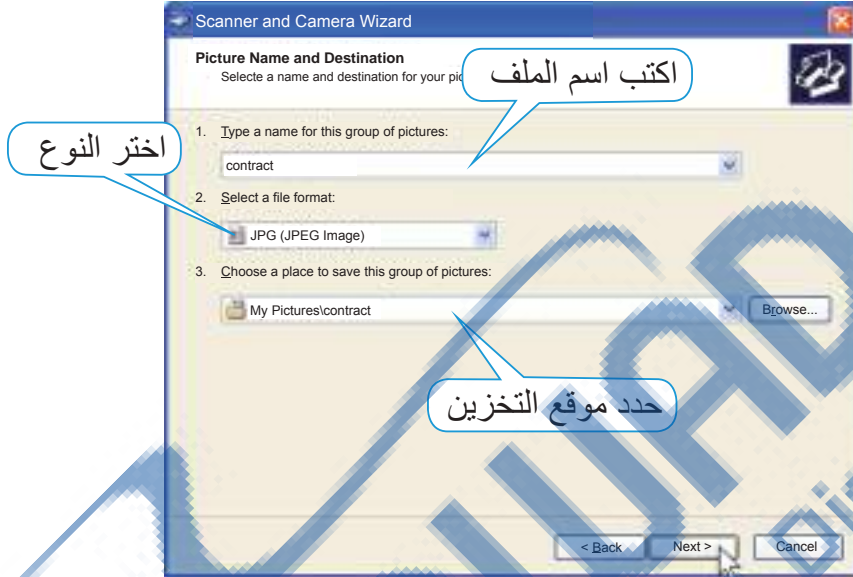 Scanner and Camera Wizard
Picture Name and Destination
Selecte a name and destination for your pic
اكتب اسم الملف
1. Type a name for this group of pictures:
اختر النوع
contract
2. Select a file format:
JPG (JPEG Image)
3. Choose a place to save this group of pictures:
My Pictures\contract
Browse...
حدد موقع التخزين
< Back
Next >
Cancel